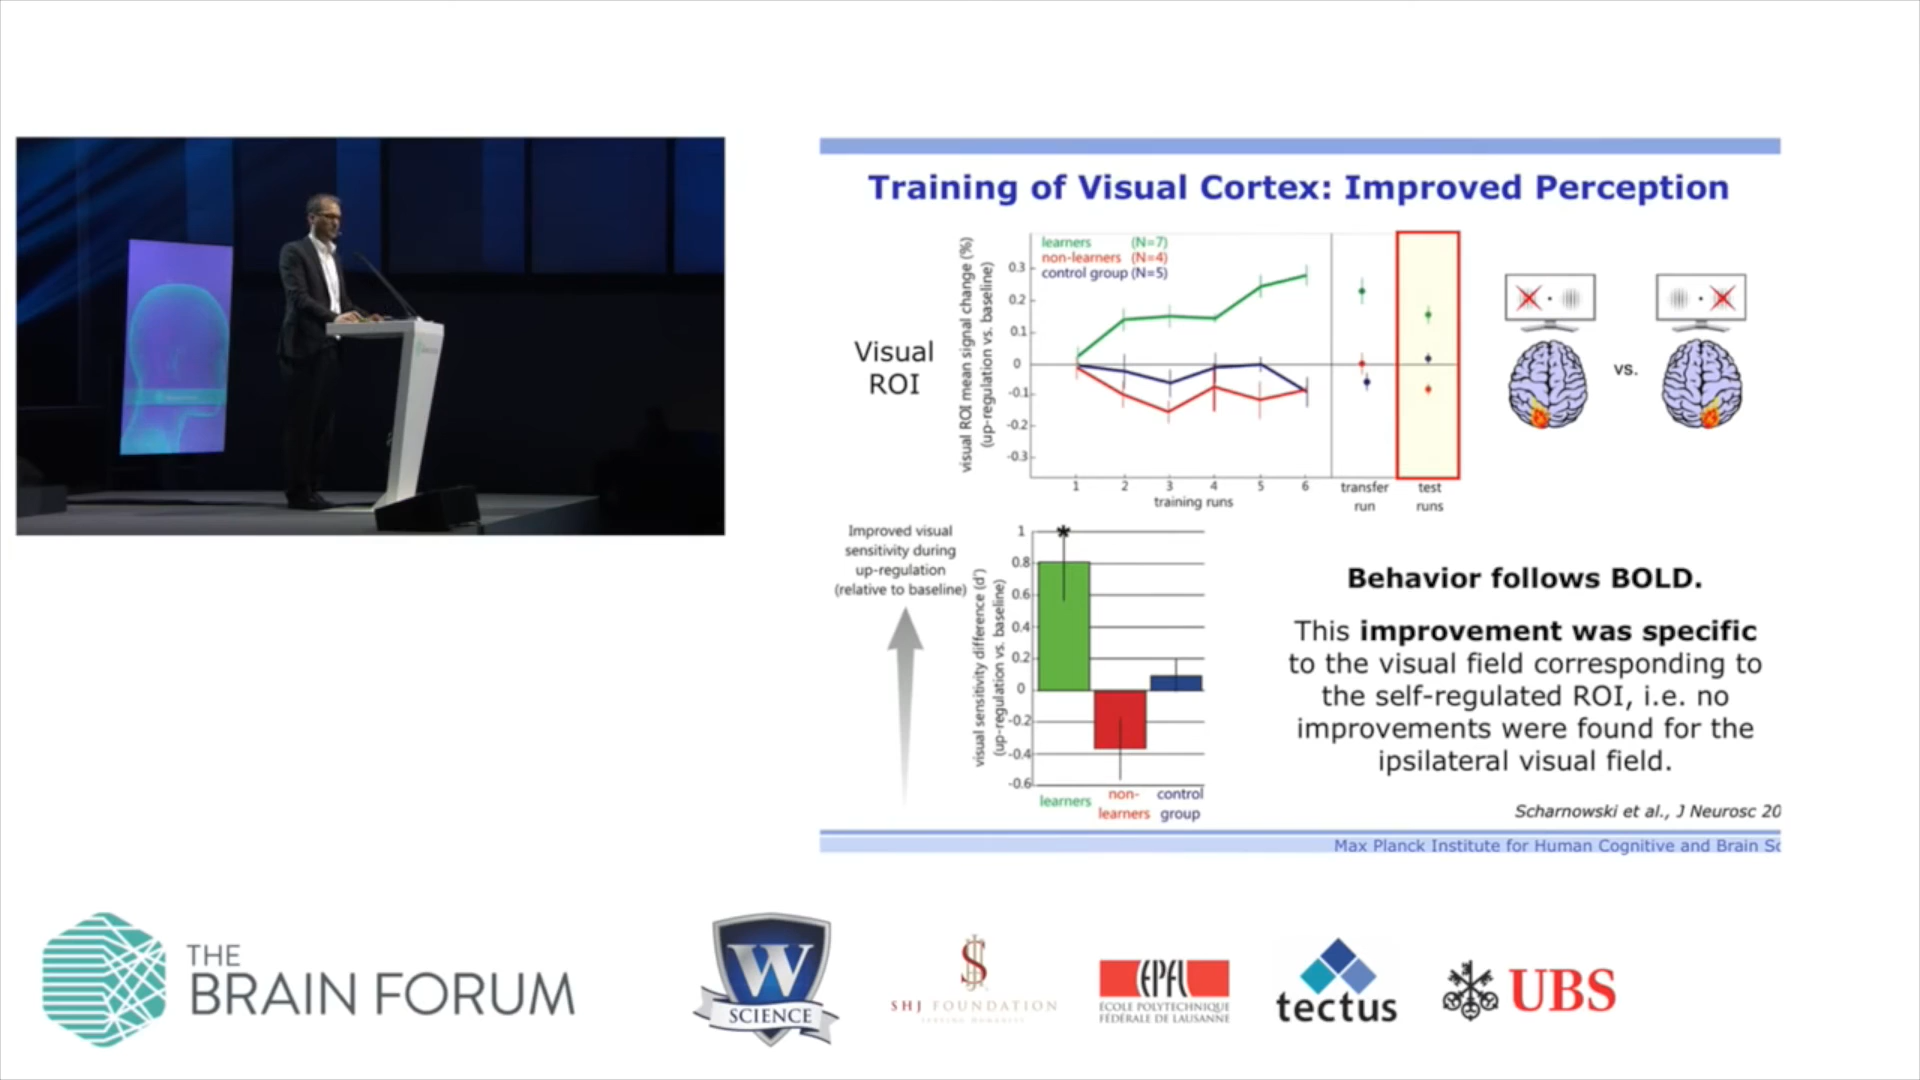 Training of Visual Cortex: Improved Perception
Visual
ROI
visual ROI mean signal change (%)
(up-regulation vs. baseline)
learners (N=7)
non-learners (N=4)
control group (N=5)
0.3
0.2
0.1
0
-0.1
-0.2
-0.3
1 2 3 4 5 6
training runs
transfer
run
test
runs
vs.
Improved visual
sensitivity during
up-regulation
(relative to baseline)
visual sensitivity difference (d')
(up-regulation vs. baseline)
1
0.8
0.6
0.4
0.2
0
-0.2
-0.4
-0.6
*
learners
non-
learners
control
group
Behavior follows BOLD.
This improvement was specific
to the visual field corresponding to
the self-regulated ROI, i.e. no
improvements were found for the
ipsilateral visual field.
Scharnowski et al., J Neurosc 20
Max Planck Institute for Human Cognitive and Brain Sc
THE
BRAIN FORUM
W
SCIENCE
SHJ FOUNDATION
EPFL
ÉCOLE POLYTECHNIQUE
FÉDÉRALE DE LAUSANNE
tectus
UBS